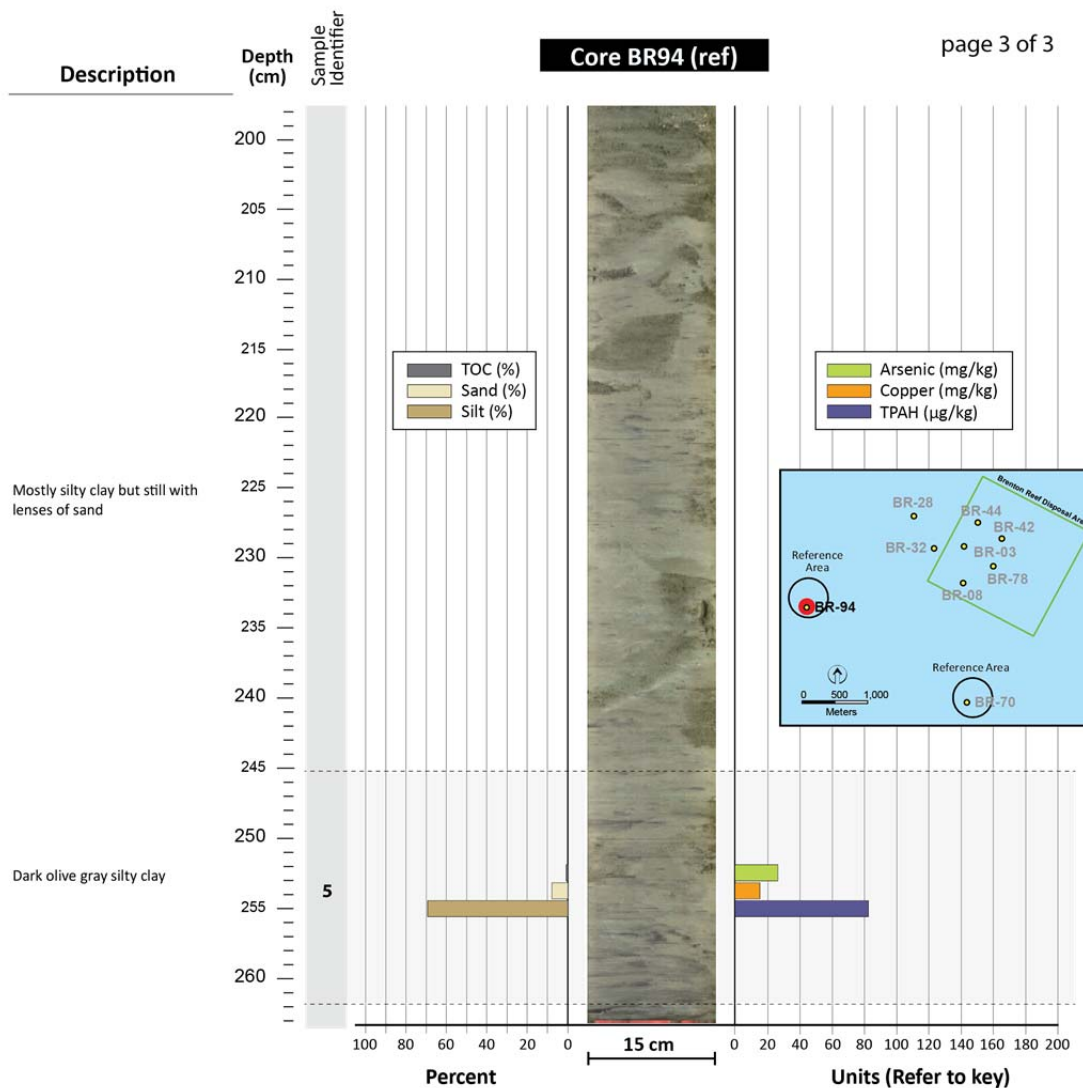 page 3 of 3
Core BR94 (ref)
Description
Depth
(cm)
Sample
Identifier
200
205
210
215
220
225
230
235
240
245
250
255
260
TOC (%)
Sand (%)
Silt (%)
Arsenic (mg/kg)
Copper (mg/kg)
TPAH (µg/kg)
Mostly silty clay but still with
lenses of sand
Dark olive gray silty clay
5
Brenton Reef Disposal Area
BR-28
BR-44
BR-42
BR-32
BR-03
BR-78
BR-08
Reference
Area
BR-94
Reference Area
BR-70
0 500 1,000
Meters
100 80 60 40 20 0
15 cm
0 20 40 60 80 100 120 140 160 180 200
Percent
Units (Refer to key)